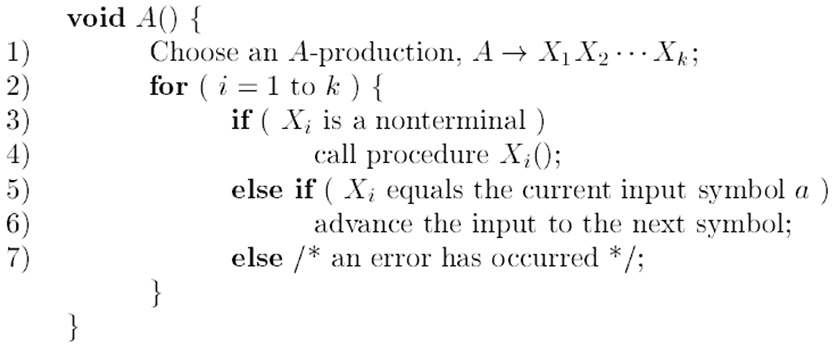 void A() {
1) Choose an A-production, A → X₁X₂ ⋯ Xₖ;
2) for ( i = 1 to k ) {
3) if ( Xᵢ is a nonterminal )
4) call procedure Xᵢ();
5) else if ( Xᵢ equals the current input symbol a )
6) advance the input to the next symbol;
7) else /* an error has occurred */;
}
}